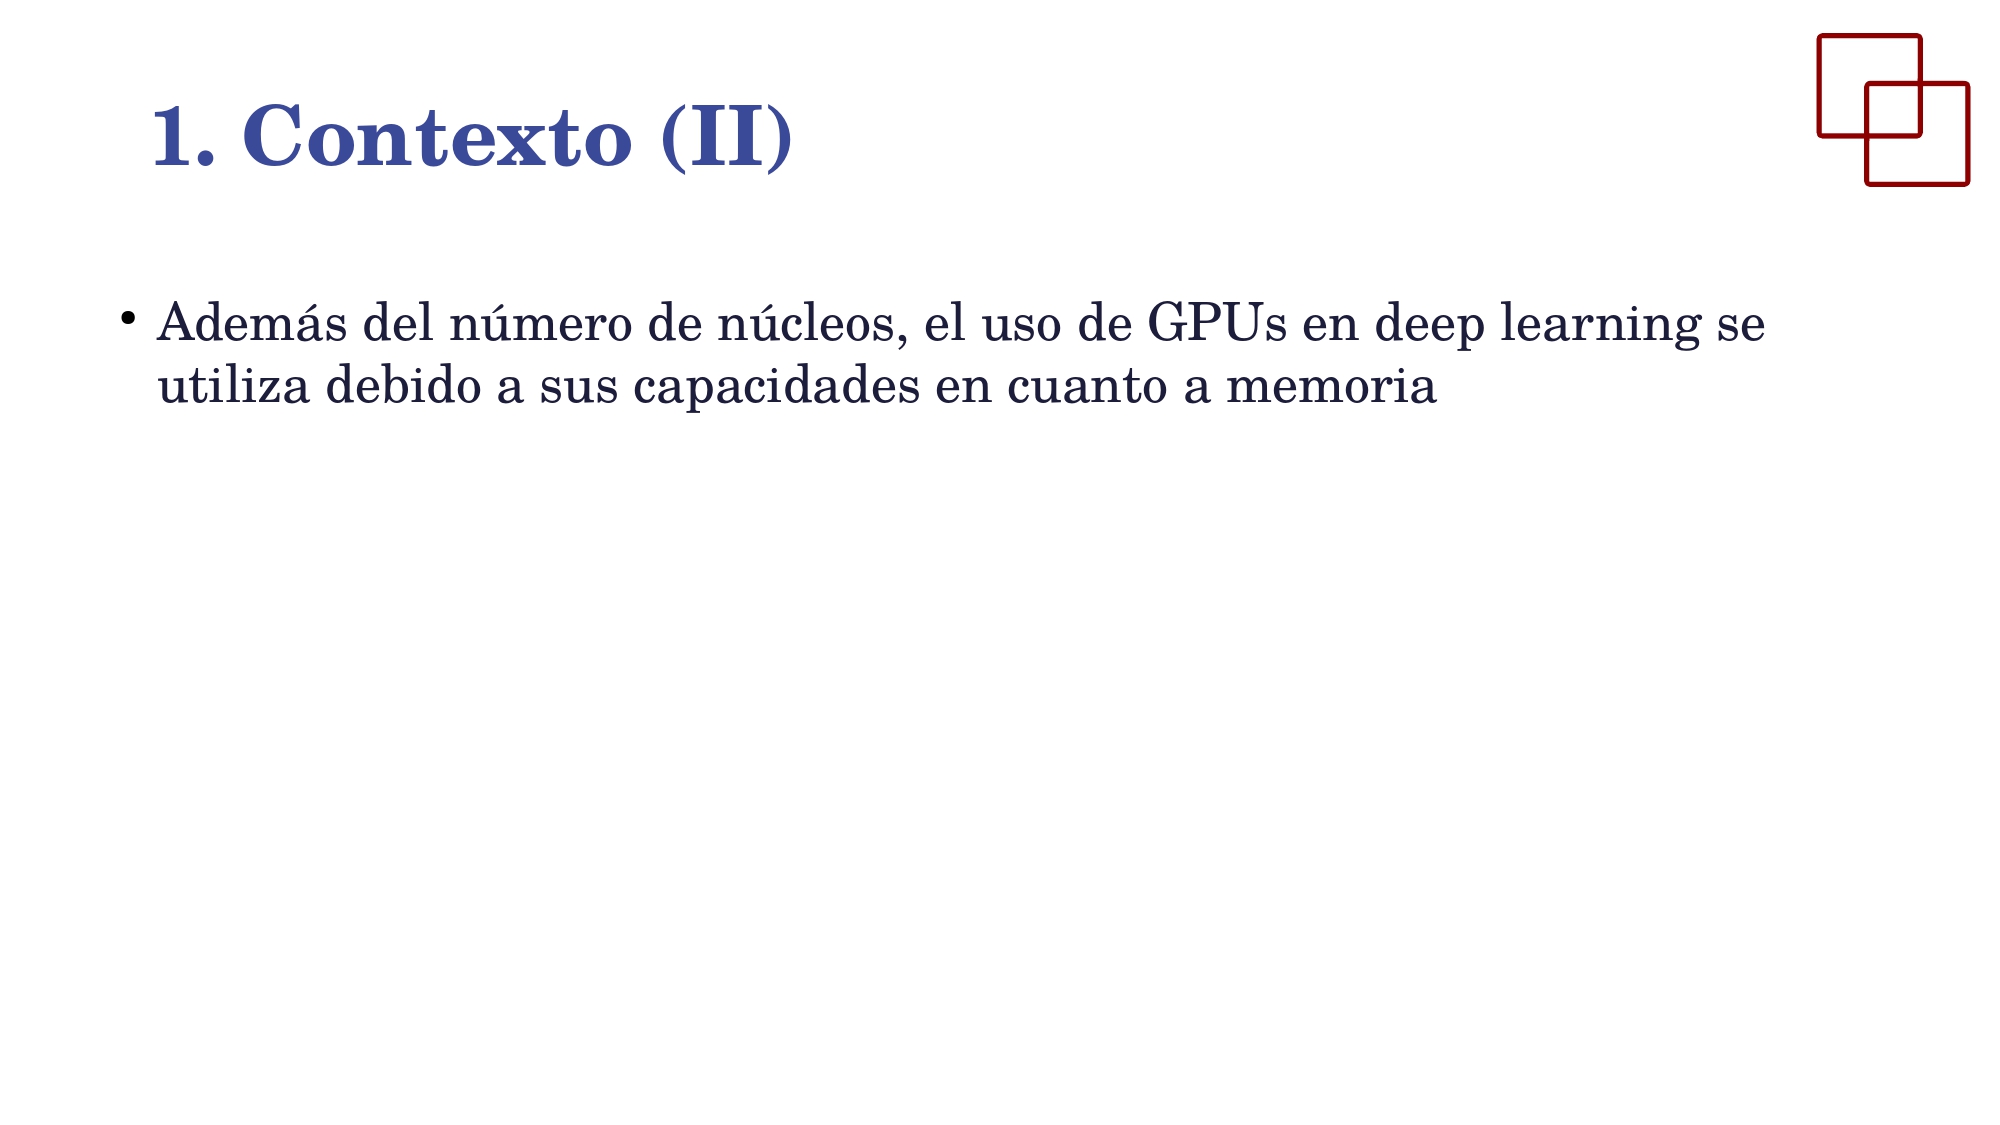 1. Contexto (II)
• Además del número de núcleos, el uso de GPUs en deep learning se
utiliza debido a sus capacidades en cuanto a memoria